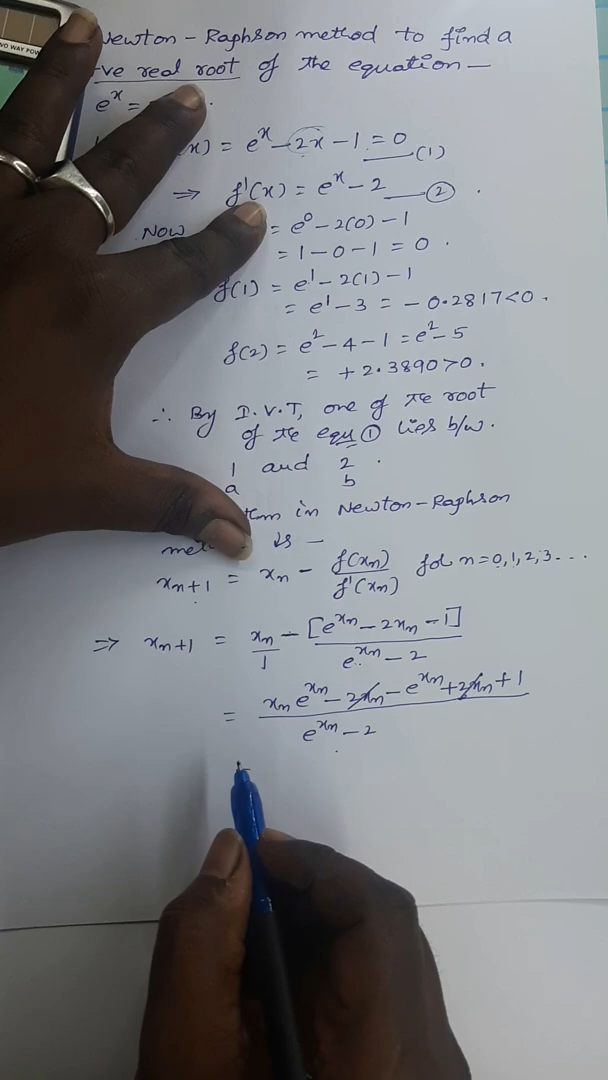 Newton-Raphson method to find a
-ve real root of the equation—
e^x =
(x) = e^x - 2x - 1 = 0 —(1)
⇒ f'(x) = e^x - 2 — ②.
Now = e^0 - 2(0) - 1
= 1 - 0 - 1 = 0.
f(1) = e^1 - 2(1) - 1
= e^1 - 3 = - 0.2817 < 0.
f(2) = e^2 - 4 - 1 = e^2 - 5
= + 2.3890 > 0.
∴ By I.V.T, one of the root
of the equ ① lies b/w.
1 and 2.
a b
in Newton-Raphson
is —
x_{n+1} = x_n - f(x_n)/f'(x_n) for n = 0, 1, 2, 3...
⇒ x_{n+1} = x_n/1 - [e^{x_n} - 2x_n - 1]/(e^{x_n} - 2)
= (x_n e^{x_n} - 2x_n - e^{x_n} + 2x_n + 1)/(e^{x_n} - 2)